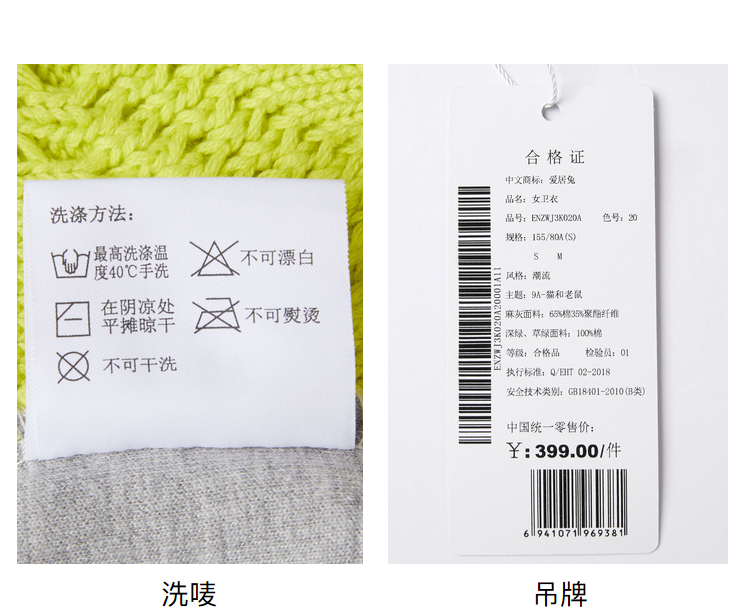 洗涤方法:
最高洗涤温
度40℃手洗
不可漂白
在阴凉处
平摊晾干
不可熨烫
不可干洗
洗唛
合格证
中文商标: 爱居兔
品名: 女卫衣
品号: ENZWJ3K020A 色号: 20
规格: 155/80A(S)
S M
风格: 潮流
主题: 9A-猫和老鼠
麻灰面料: 65%棉35%聚酯纤维
深绿、草绿面料: 100%棉
等级: 合格品 检验员: 01
执行标准: Q/EHT 02-2018
安全技术类别: GB18401-2010(B类)
ENZWJ3K020A20001A11
中国统一零售价:
¥: 399.00/件
6 941071 969381
吊牌